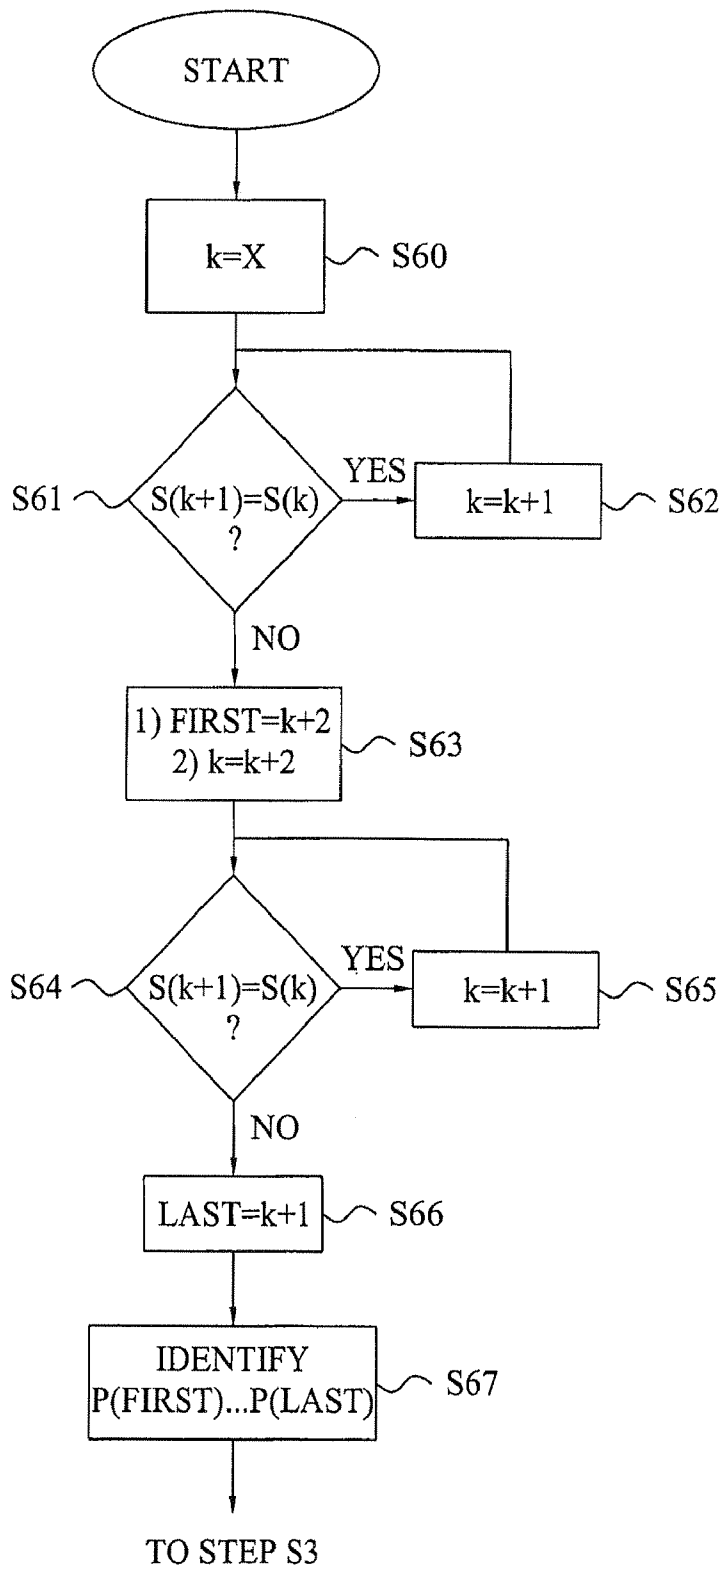 START
k=X
S60
S61
S(k+1)=S(k)
?
YES
k=k+1
S62
NO
1) FIRST=k+2
2) k=k+2
S63
S64
S(k+1)=S(k)
?
YES
k=k+1
S65
NO
LAST=k+1
S66
IDENTIFY
P(FIRST)...P(LAST)
S67
TO STEP S3